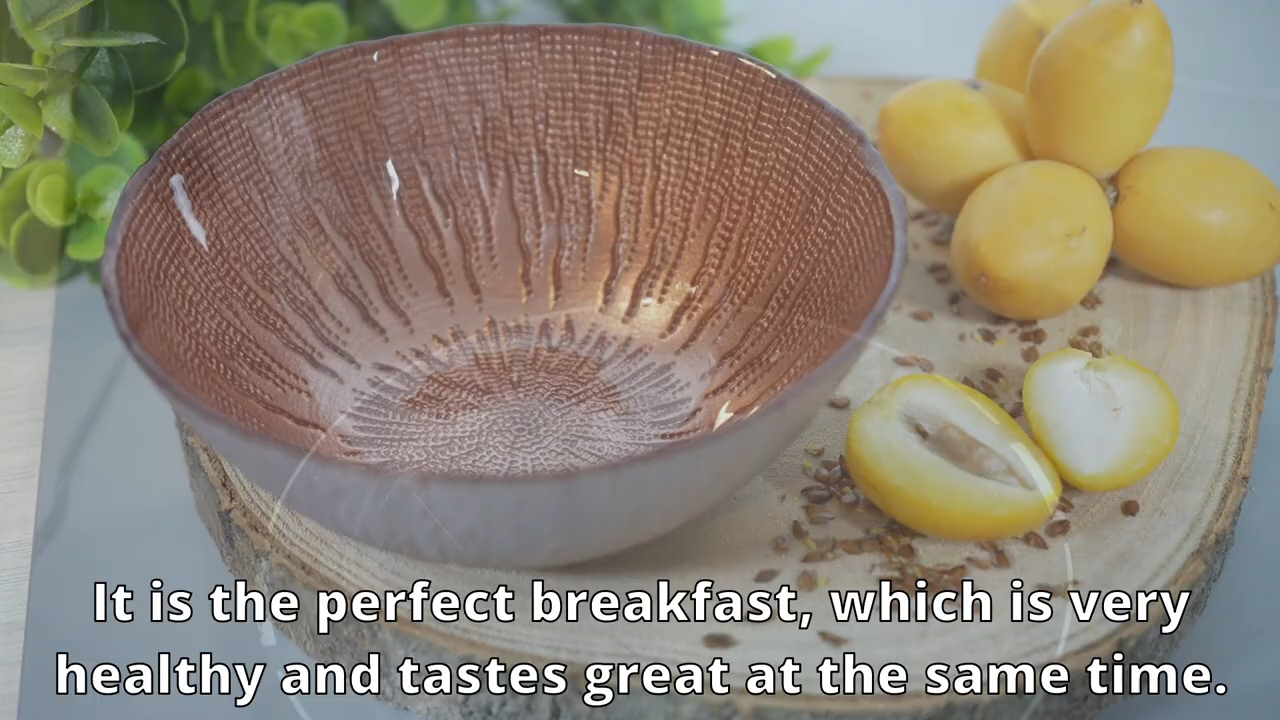 It is the perfect breakfast, which is very
healthy and tastes great at the same time.